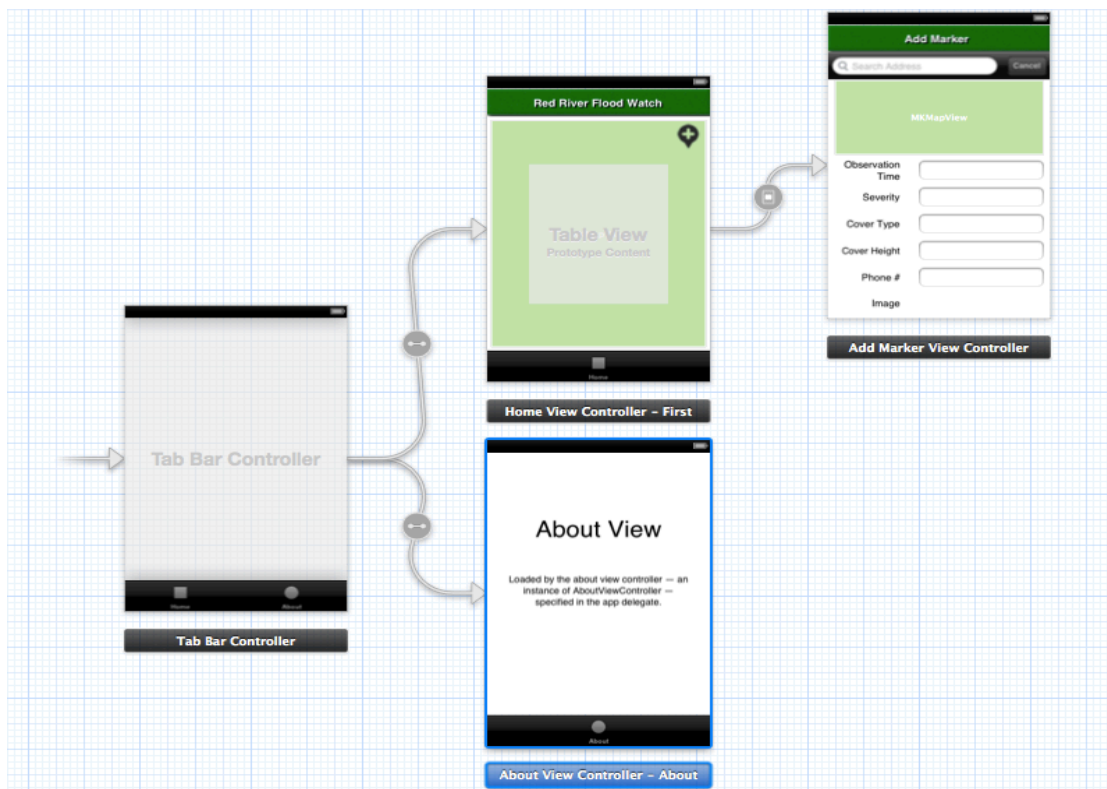 Add Marker
Search Address
Cancel
MKMapView
Observation
Time
Severity
Cover Type
Cover Height
Phone #
Image
Add Marker View Controller
Red River Flood Watch
Table View
Prototype Content
Home
Home View Controller – First
Tab Bar Controller
Home About
Tab Bar Controller
About View
Loaded by the about view controller — an
instance of AboutViewController —
specified in the app delegate.
About
About View Controller – About